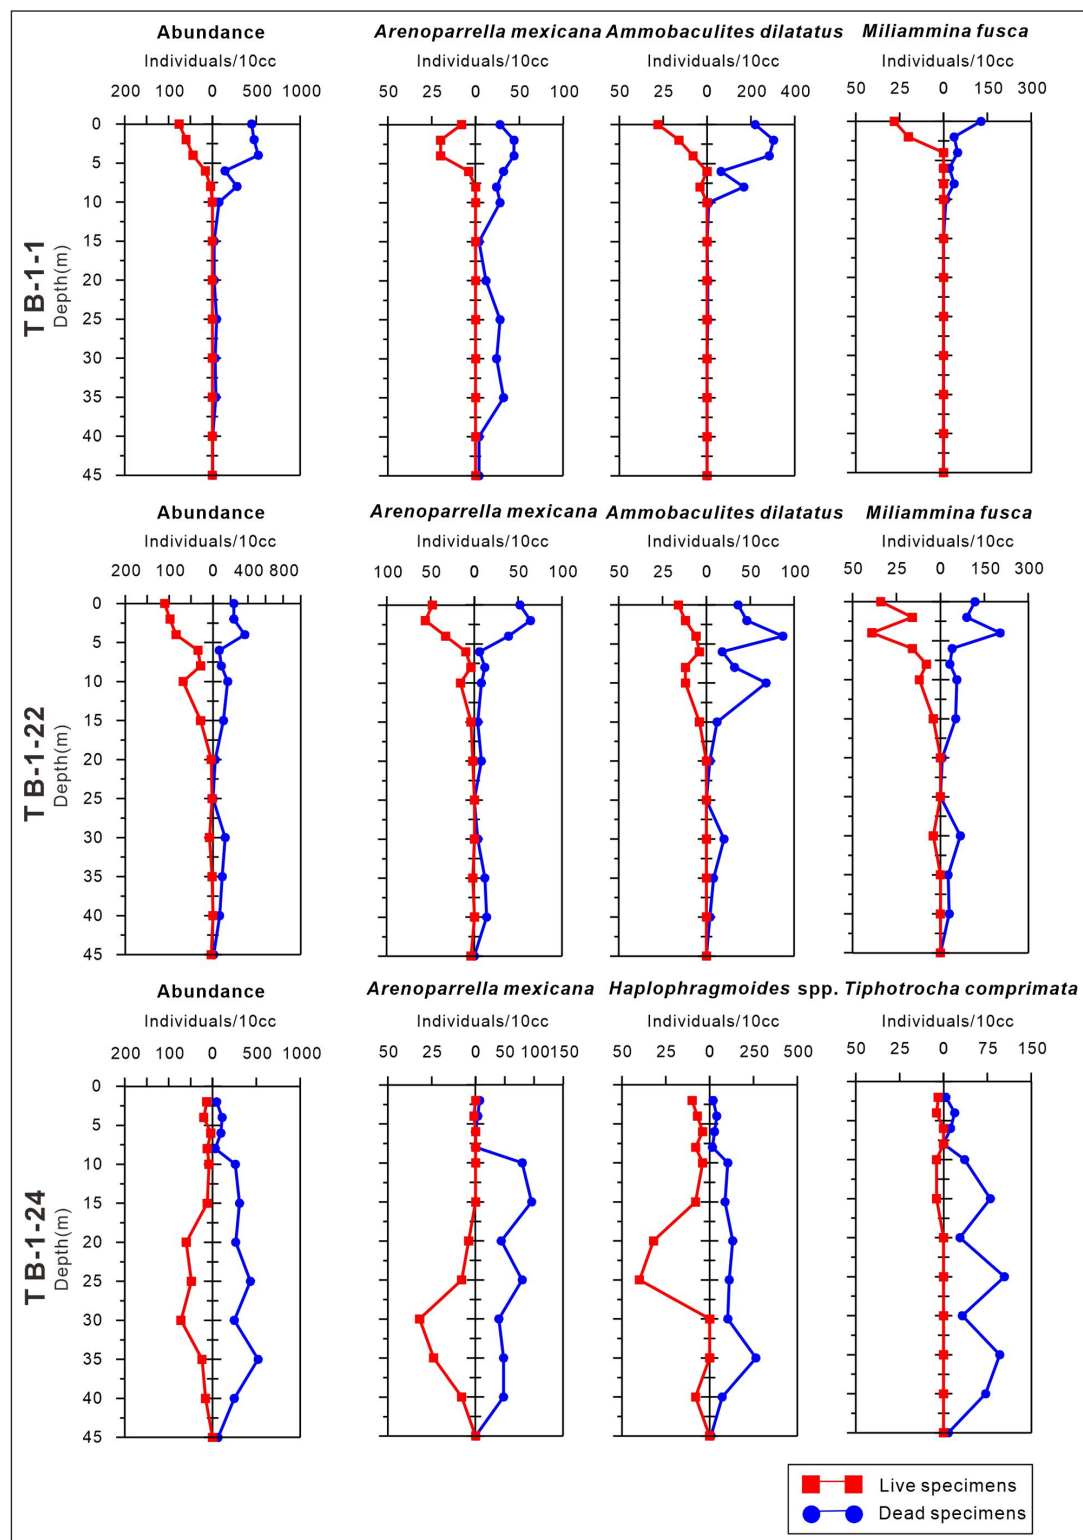 Abundance Arenoparrella mexicana Ammobaculites dilatatus Miliammina fusca
Individuals/10cc Individuals/10cc Individuals/10cc Individuals/10cc
200 100 0 500 1000 50 25 0 50 100 50 25 0 200 400 50 25 0 125 250
0
5
10
15
20
25
30
35
40
45
TB-1-1
Depth(m)
Abundance Arenoparrella mexicana Ammobaculites dilatatus Miliammina fusca
Individuals/10cc Individuals/10cc Individuals/10cc Individuals/10cc
200 100 0 400 600 800 100 50 0 50 100 50 25 0 50 100 50 25 0 150 300
0
5
10
15
20
25
30
35
40
45
TB-1-22
Depth(m)
Abundance Arenoparrella mexicana Haplophragmoides spp. Tiphotrocha comprimata
Individuals/10cc Individuals/10cc Individuals/10cc Individuals/10cc
200 100 0 500 1000 50 25 0 50 100 150 50 25 0 250 500 50 25 0 75 150
0
5
10
15
20
25
30
35
40
45
TB-1-24
Depth(m)
Live specimens
Dead specimens